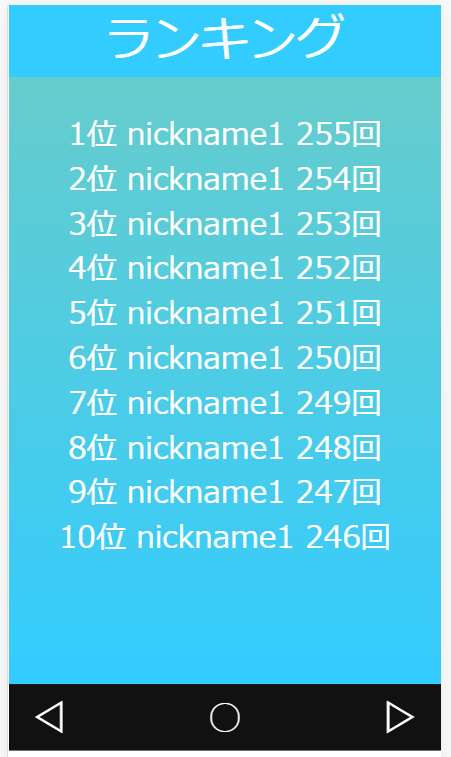 ランキング
1位 nickname1 255回
2位 nickname1 254回
3位 nickname1 253回
4位 nickname1 252回
5位 nickname1 251回
6位 nickname1 250回
7位 nickname1 249回
8位 nickname1 248回
9位 nickname1 247回
10位 nickname1 246回